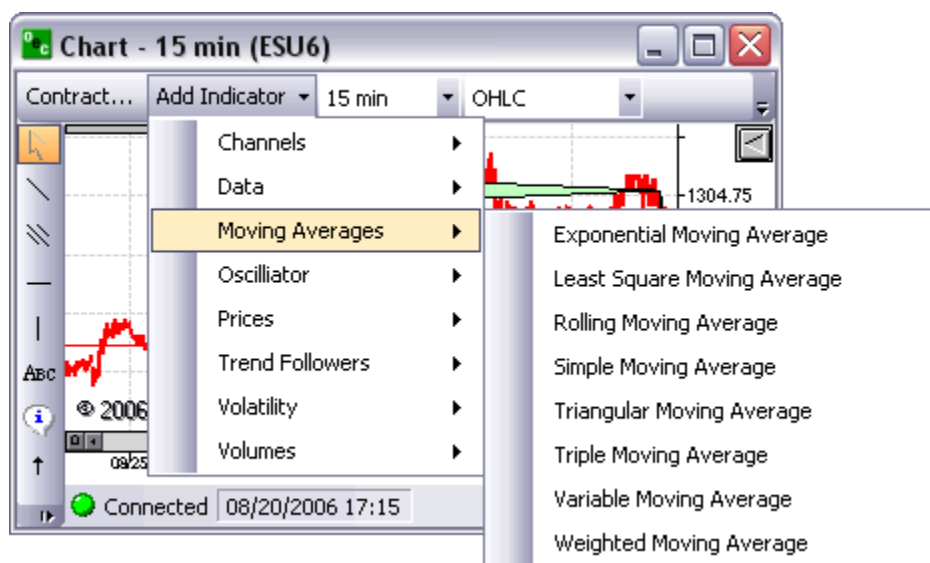 Oec Chart - 15 min (ESU6)
Contract... Add Indicator 15 min OHLC
Channels
Data
1304.75
Moving Averages
Exponential Moving Average
Oscilliator
Least Square Moving Average
Prices
Rolling Moving Average
Trend Followers
Simple Moving Average
ABC
Volatility
Triangular Moving Average
© 2006
Volumes
Triple Moving Average
09/25
Variable Moving Average
Connected 08/20/2006 17:15
Weighted Moving Average